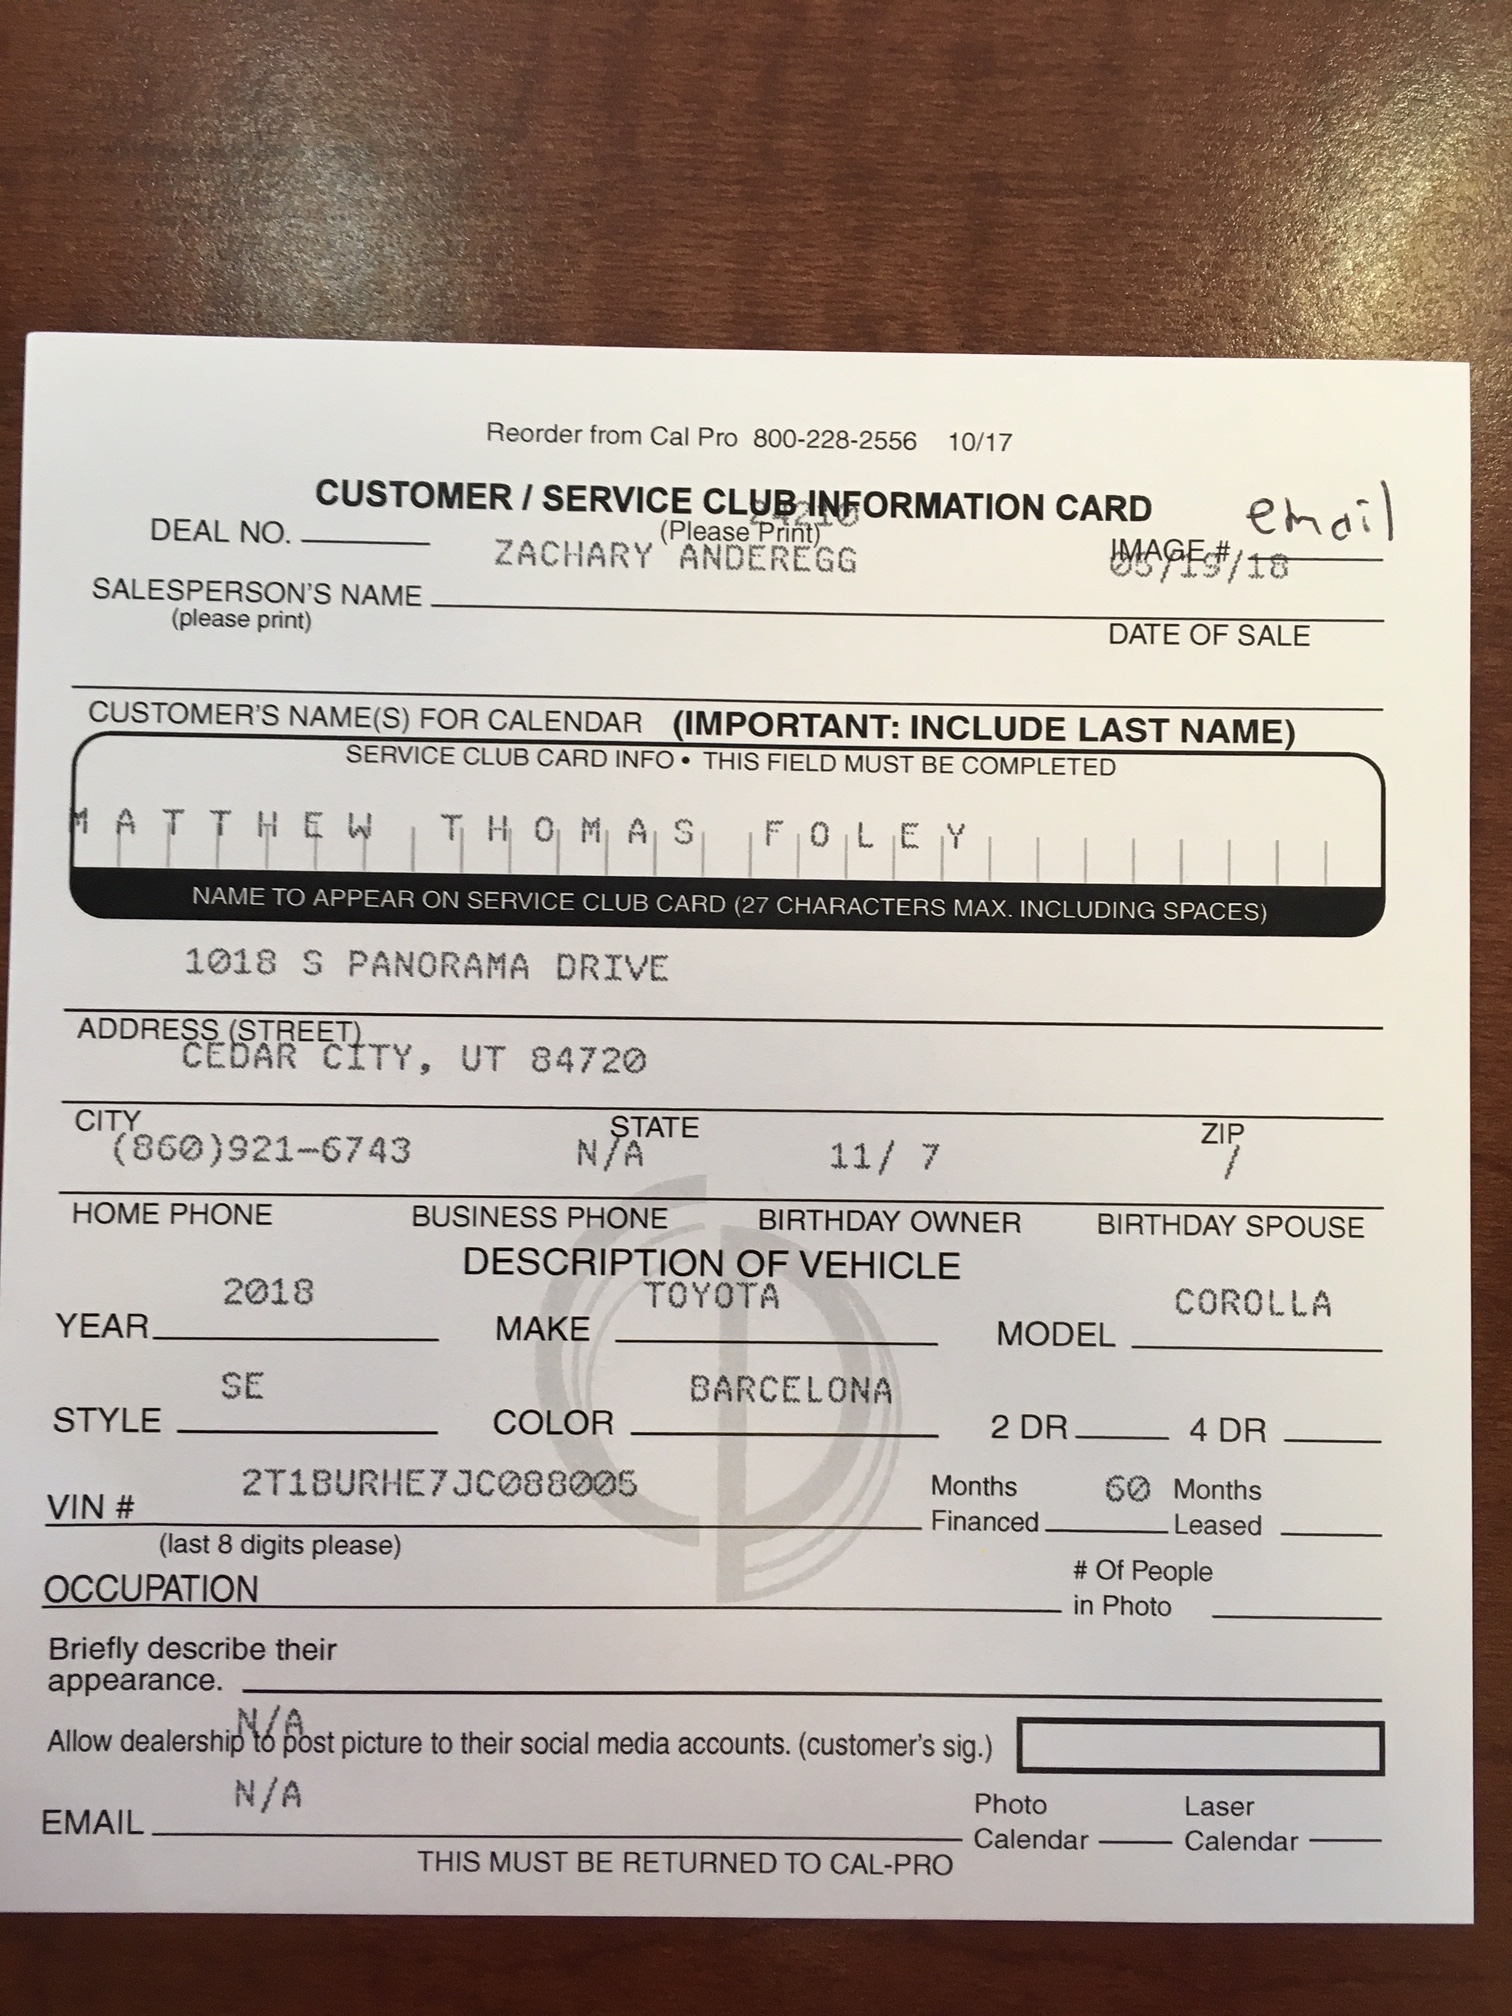 Reorder from Cal Pro 800-228-2556 10/17
CUSTOMER / SERVICE CLUB INFORMATION CARD
24210
email
DEAL NO.
(Please Print)
IMAGE #
ZACHARY ANDEREGG
05/19/18
SALESPERSON'S NAME
(please print)
DATE OF SALE
CUSTOMER'S NAME(S) FOR CALENDAR (IMPORTANT: INCLUDE LAST NAME)
SERVICE CLUB CARD INFO • THIS FIELD MUST BE COMPLETED
MATTHEW THOMAS FOLEY
NAME TO APPEAR ON SERVICE CLUB CARD (27 CHARACTERS MAX. INCLUDING SPACES)
1018 S PANORAMA DRIVE
ADDRESS (STREET)
CEDAR CITY, UT 84720
CITY STATE ZIP
(860)921-6743 N/A 11/ 7 /
HOME PHONE BUSINESS PHONE BIRTHDAY OWNER BIRTHDAY SPOUSE
DESCRIPTION OF VEHICLE
YEAR 2018 MAKE TOYOTA MODEL COROLLA
STYLE SE COLOR BARCELONA 2 DR 4 DR
VIN # 2T1BURHE7JC088005 Months Financed 60 Months Leased
(last 8 digits please)
OCCUPATION # Of People in Photo
Briefly describe their
appearance.
N/A
Allow dealership to post picture to their social media accounts. (customer's sig.)
EMAIL N/A Photo Calendar Laser Calendar
THIS MUST BE RETURNED TO CAL-PRO